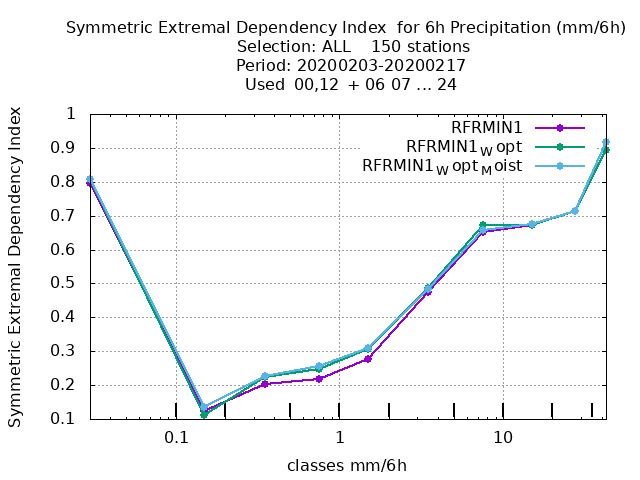 Symmetric Extremal Dependency Index for 6h Precipitation (mm/6h)
Selection: ALL 150 stations
Period: 20200203-20200217
Used 00,12 + 06 07 ... 24
Symmetric Extremal Dependency Index
1
0.9
0.8
0.7
0.6
0.5
0.4
0.3
0.2
0.1
RFRMIN1
RFRMIN1Wopt
RFRMIN1WoptMoist
0.1 1 10
classes mm/6h